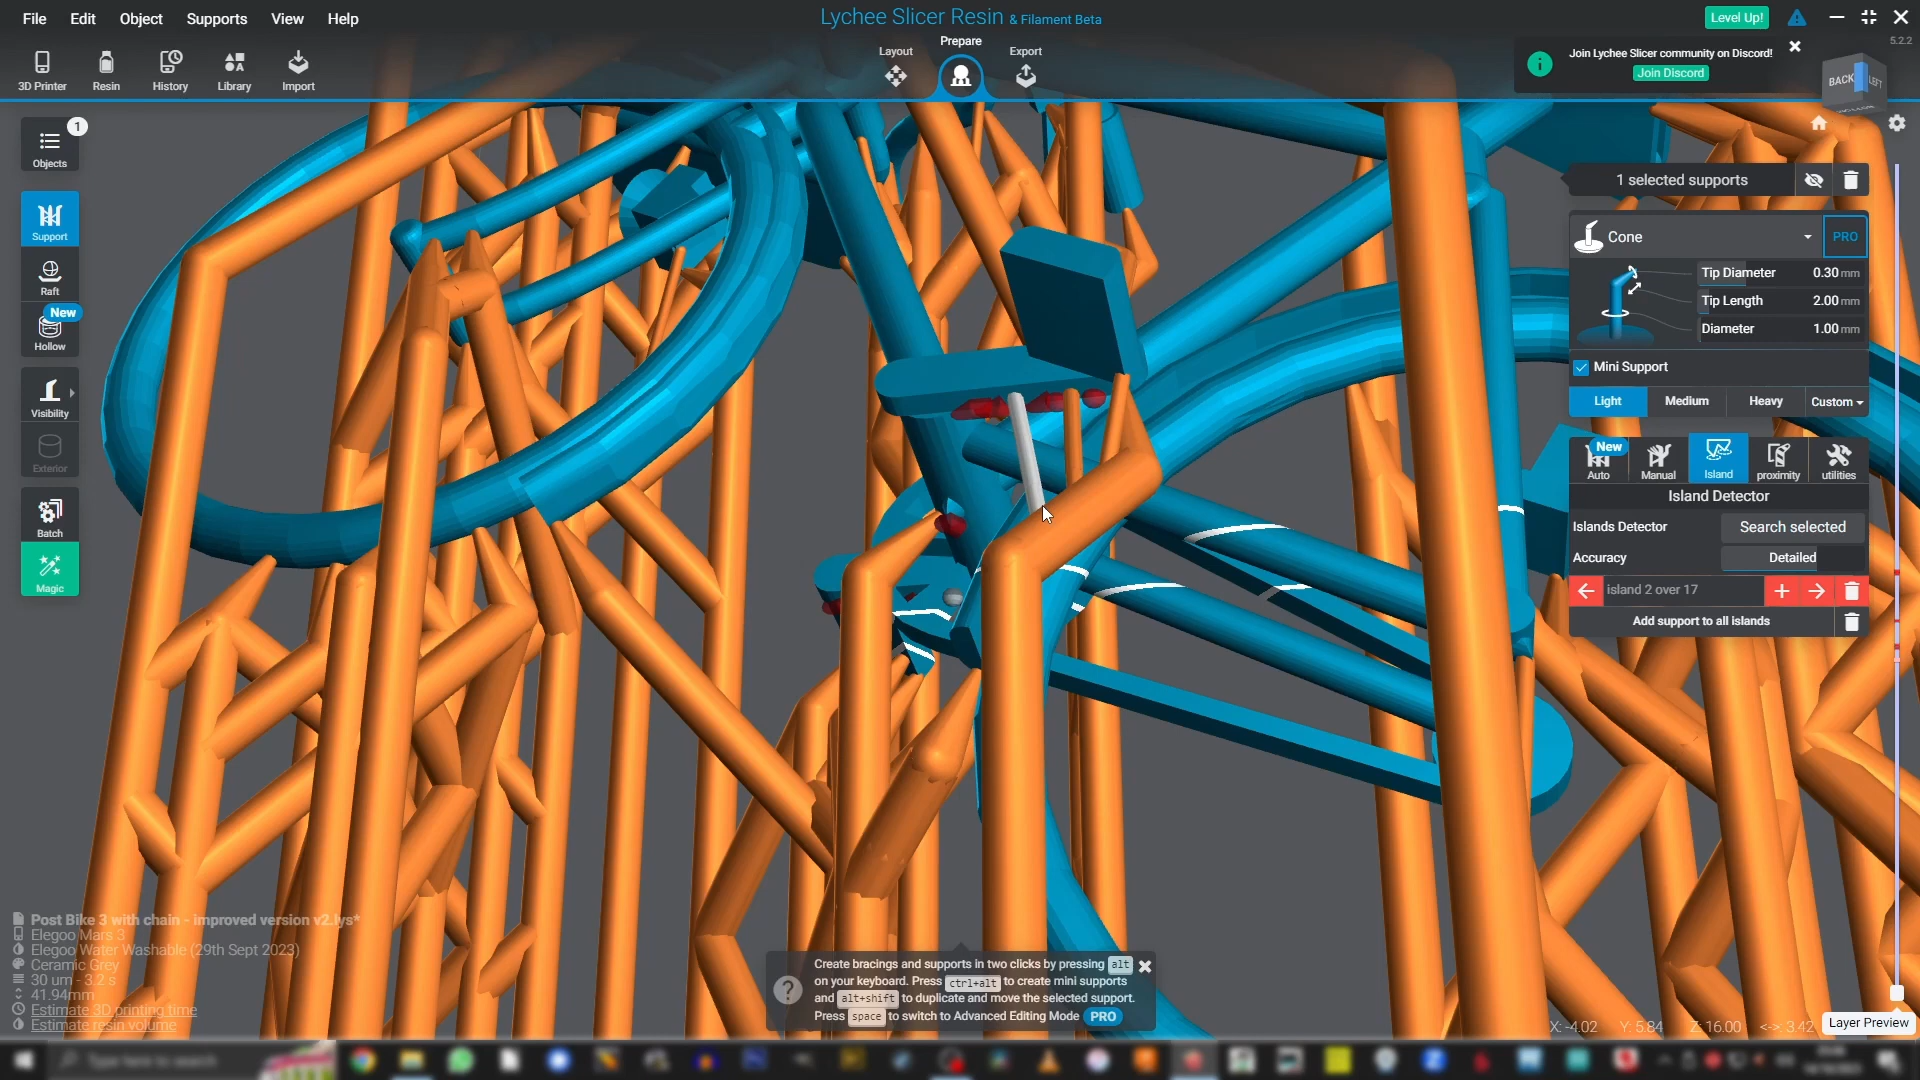 File Edit Object Supports View Help
Lychee Slicer Resin & Filament Beta
Level Up!
5.2.2
3D Printer
Resin
History
Library
Import
Layout
Prepare
Export
Join Lychee Slicer community on Discord!
Join Discord
BACK
LEFT
Objects
1
Support
Raft
New
Hollow
Visibility
Exterior
Batch
Magic
1 selected supports
Cone
PRO
Tip Diameter 0.30 mm
Tip Length 2.00 mm
Diameter 1.00 mm
Mini Support
Light Medium Heavy Custom
New
Auto Manual Island proximity utilities
Island Detector
Islands Detector Search selected
Accuracy Detailed
island 2 over 17
Add support to all islands
Post Bike 3 with chain - improved version v2.lys*
Elegoo Mars 3
Elegoo Water Washable (29th Sept 2023)
Ceramic Grey
30 um - 3.2 s
41.94mm
Estimate 3D printing time
Estimate resin volume
Create bracings and supports in two clicks by pressing alt
on your keyboard. Press ctrl+alt to create mini supports
and alt+shift to duplicate and move the selected support.
Press space to switch to Advanced Editing Mode PRO
X: -4.02 Y: 5.84 Z: 16.00 <-> 3.42
Layer Preview
Type here to search